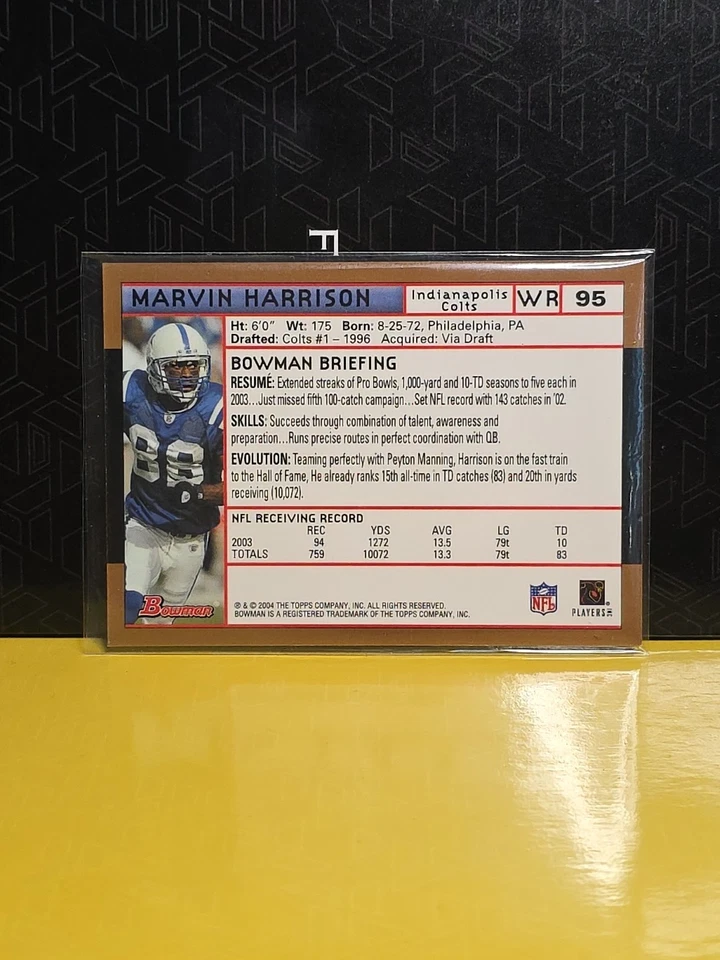 F
MARVIN HARRISON
Indianapolis
Colts
WR
95
Ht: 6'0" Wt: 175 Born: 8-25-72, Philadelphia, PA
Drafted: Colts #1 – 1996 Acquired: Via Draft
BOWMAN BRIEFING
RESUMÉ: Extended streaks of Pro Bowls, 1,000-yard and 10-TD seasons to five each in
2003...Just missed fifth 100-catch campaign...Set NFL record with 143 catches in '02.
SKILLS: Succeeds through combination of talent, awareness and
preparation...Runs precise routes in perfect coordination with QB.
EVOLUTION: Teaming perfectly with Peyton Manning, Harrison is on the fast train
to the Hall of Fame, He already ranks 15th all-time in TD catches (83) and 20th in yards
receiving (10,072).
NFL RECEIVING RECORD
REC YDS AVG LG TD
2003 94 1272 13.5 79t 10
TOTALS 759 10072 13.3 79t 83
88
Bowman
® & © 2004 THE TOPPS COMPANY, INC. ALL RIGHTS RESERVED.
BOWMAN IS A REGISTERED TRADEMARK OF THE TOPPS COMPANY, INC.
NFL
PLAYERS